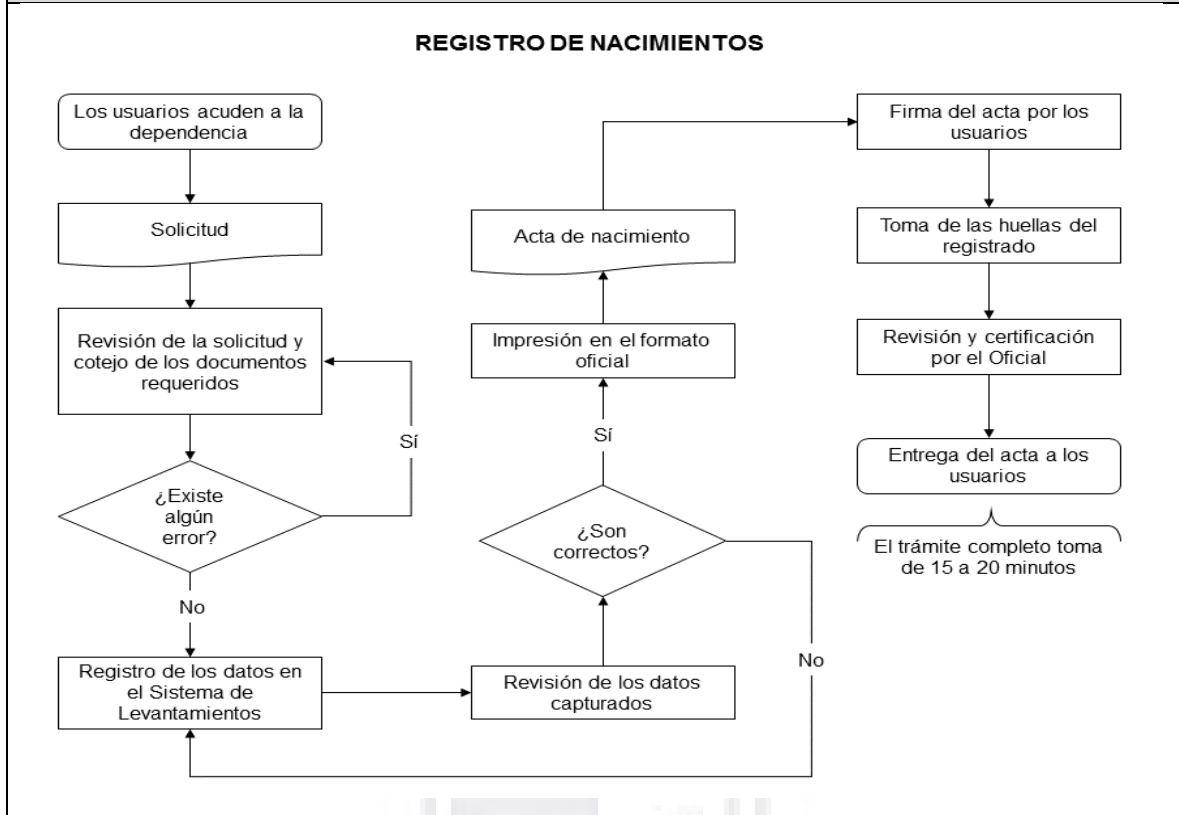 REGISTRO DE NACIMIENTOS
Los usuarios acuden a la
dependencia
Solicitud
Revisión de la solicitud y
cotejo de los documentos
requeridos
Sí
¿Existe
algún
error?
No
Registro de los datos en
el Sistema de
Levantamientos
Revisión de los datos
capturados
¿Son
correctos?
No
Sí
Impresión en el formato
oficial
Acta de nacimiento
Firma del acta por los
usuarios
Toma de las huellas del
registrado
Revisión y certificación
por el Oficial
Entrega del acta a los
usuarios
El trámite completo toma
de 15 a 20 minutos